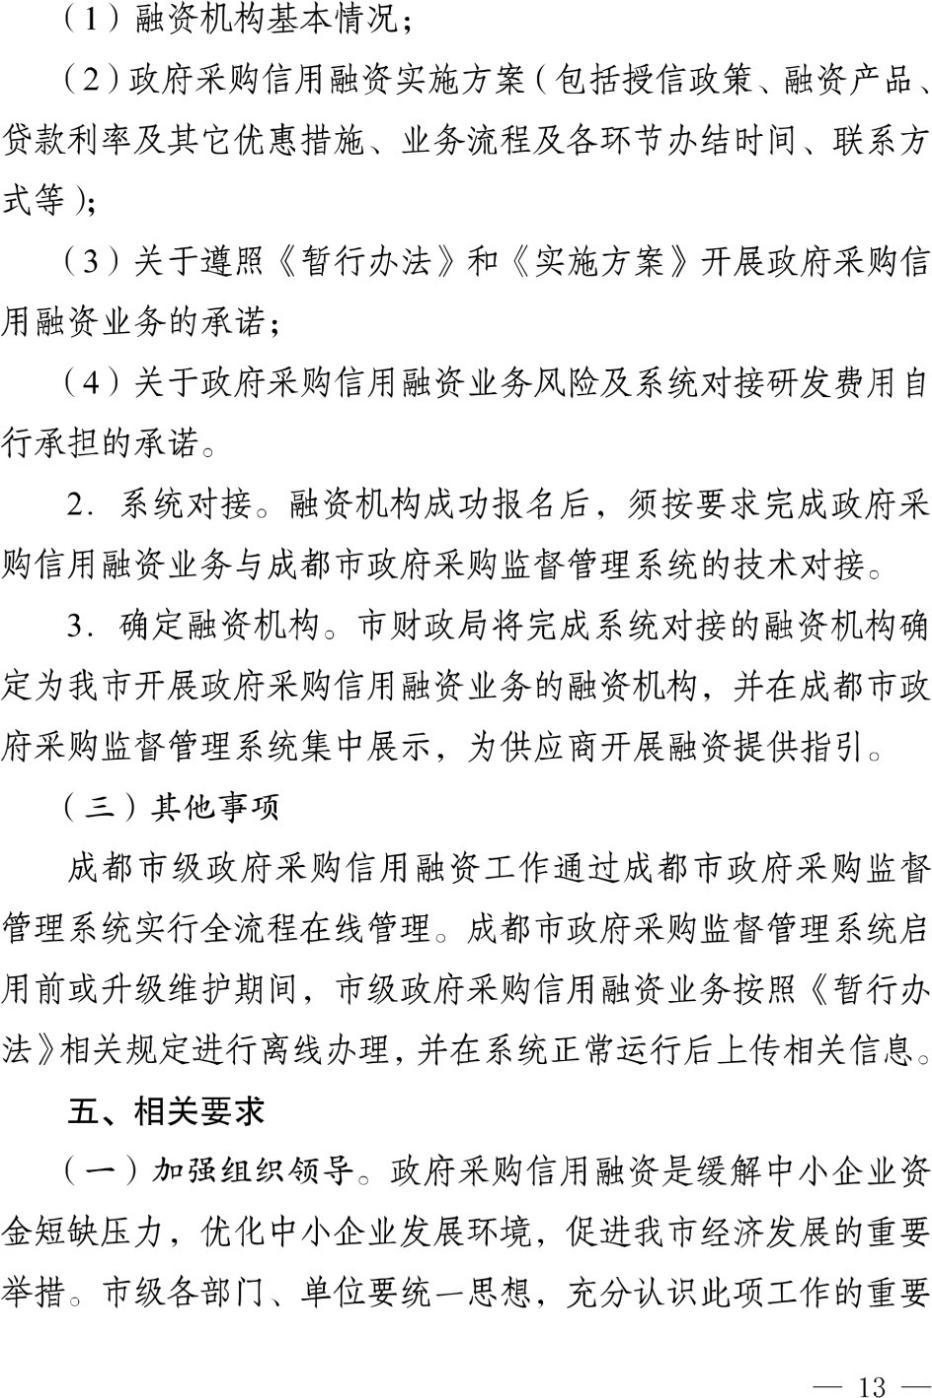 （1）融资机构基本情况；
（2）政府采购信用融资实施方案（包括授信政策、融资产品、
贷款利率及其它优惠措施、业务流程及各环节办结时间、联系方
式等）；
（3）关于遵照《暂行办法》和《实施方案》开展政府采购信
用融资业务的承诺；
（4）关于政府采购信用融资业务风险及系统对接研发费用自
行承担的承诺。
2. 系统对接。融资机构成功报名后，须按要求完成政府采
购信用融资业务与成都市政府采购监督管理系统的技术对接。
3. 确定融资机构。市财政局将完成系统对接的融资机构确
定为我市开展政府采购信用融资业务的融资机构，并在成都市政
府采购监督管理系统集中展示，为供应商开展融资提供指引。
（三）其他事项
成都市级政府采购信用融资工作通过成都市政府采购监督
管理系统实行全流程在线管理。成都市政府采购监督管理系统启
用前或升级维护期间，市级政府采购信用融资业务按照《暂行办
法》相关规定进行离线办理，并在系统正常运行后上传相关信息。
五、相关要求
（一）加强组织领导。政府采购信用融资是缓解中小企业资
金短缺压力，优化中小企业发展环境，促进我市经济发展的重要
举措。市级各部门、单位要统一思想，充分认识此项工作的重要
— 13 —